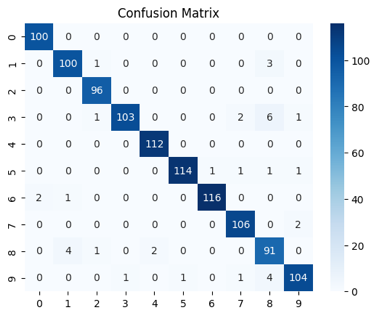 Confusion Matrix
0 100 0 0 0 0 0 0 0 0 0
1 0 100 1 0 0 0 0 0 3 0
2 0 0 96 0 0 0 0 0 0 0
3 0 0 1 103 0 0 0 2 6 1
4 0 0 0 0 112 0 0 0 0 0
5 0 0 0 0 0 114 1 1 1 1
6 2 1 0 0 0 0 116 0 0 0
7 0 0 0 0 0 0 0 106 0 2
8 0 4 1 0 2 0 0 0 91 0
9 0 0 0 1 0 1 0 1 4 104
0 1 2 3 4 5 6 7 8 9
100
80
60
40
20
0